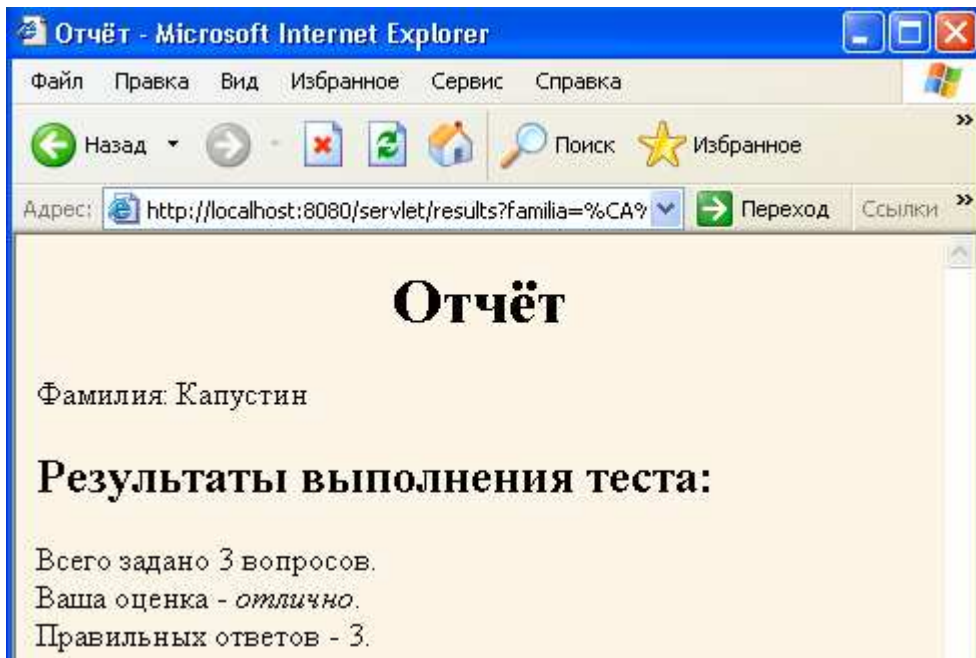 Отчёт - Microsoft Internet Explorer
Файл Правка Вид Избранное Сервис Справка
Назад Поиск Избранное »
Адрес: http://localhost:8080/servlet/results?familia=%CA% Переход Ссылки »
Отчёт
Фамилия: Капустин
Результаты выполнения теста:
Всего задано 3 вопросов.
Ваша оценка - отлично.
Правильных ответов - 3.